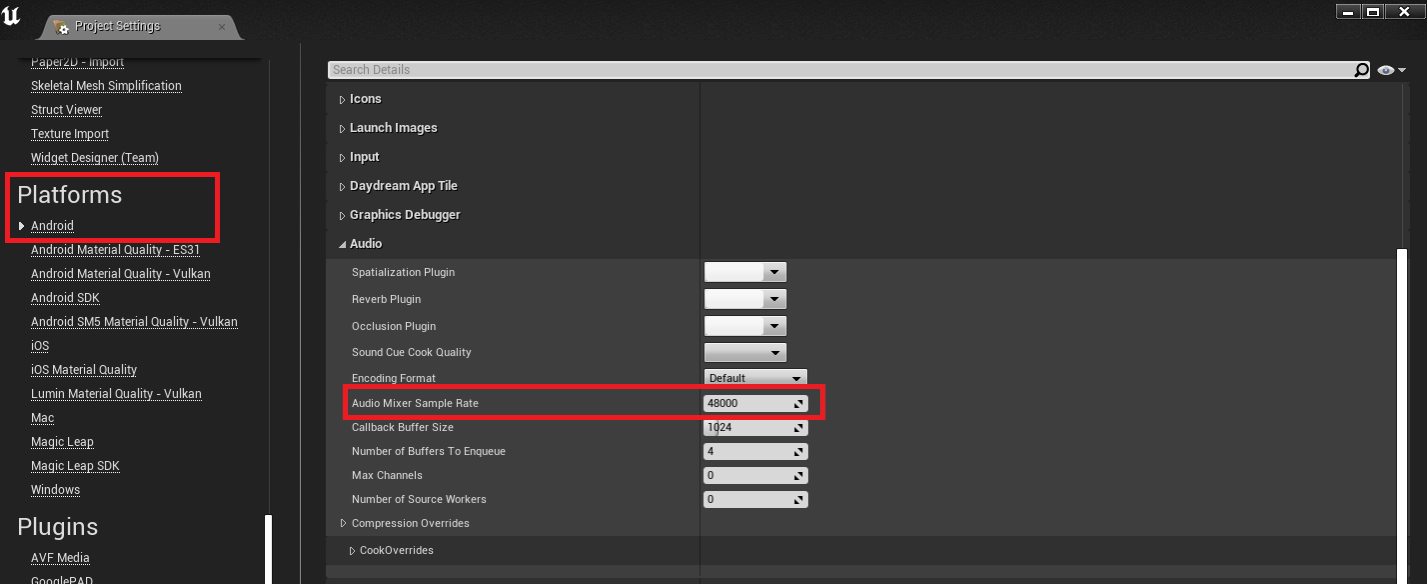 Project Settings
Paper2D - Import
Skeletal Mesh Simplification
Struct Viewer
Texture Import
Widget Designer (Team)
Platforms
Android
Android Material Quality - ES31
Android Material Quality - Vulkan
Android SDK
Android SM5 Material Quality - Vulkan
iOS
iOS Material Quality
Lumin Material Quality - Vulkan
Mac
Magic Leap
Magic Leap SDK
Windows
Plugins
AVF Media
GooglePAD
Search Details
Icons
Launch Images
Input
Daydream App Tile
Graphics Debugger
Audio
Spatialization Plugin
Reverb Plugin
Occlusion Plugin
Sound Cue Cook Quality
Encoding Format Default
Audio Mixer Sample Rate 48000
Callback Buffer Size 1024
Number of Buffers To Enqueue 4
Max Channels 0
Number of Source Workers 0
Compression Overrides
CookOverrides